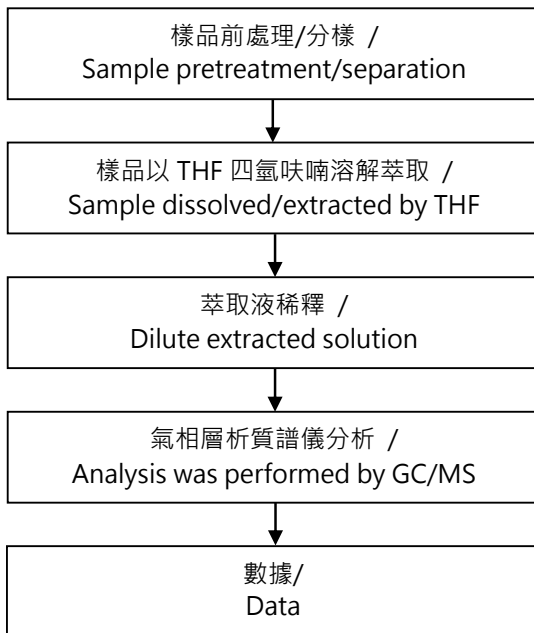 樣品前處理/分樣 /
Sample pretreatment/separation
樣品以 THF 四氫呋喃溶解萃取 /
Sample dissolved/extracted by THF
萃取液稀釋 /
Dilute extracted solution
氣相層析質譜儀分析 /
Analysis was performed by GC/MS
數據/
Data